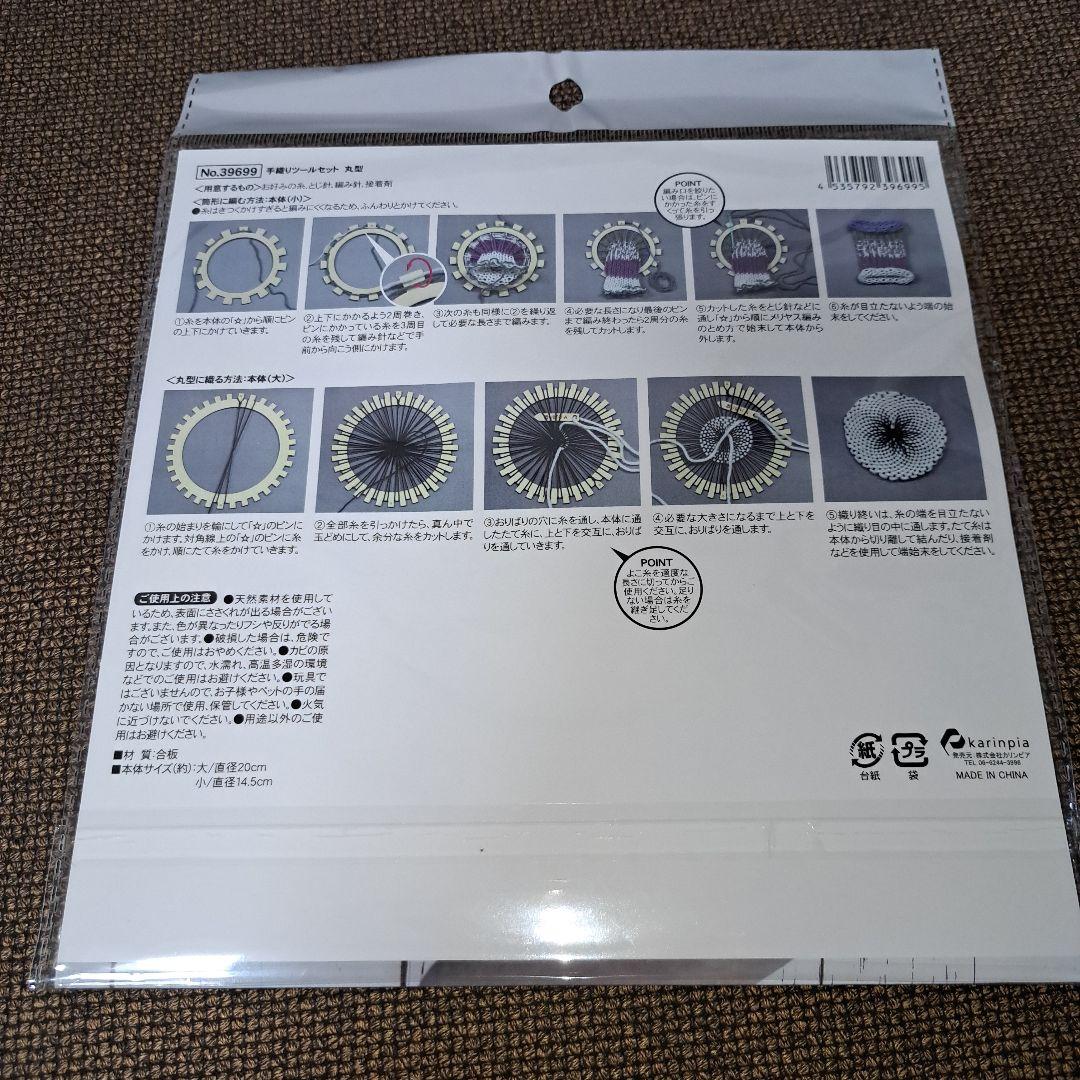 No.39699 手織りツールセット 丸型
4 535792 396995
<用意するもの>お好みの糸、とじ針、編み針、接着剤
<筒形に編む方法:本体(小)>
●糸はきつくかけすぎると編みにくくなるため、ふんわりとかけてください。
POINT
編み口を絞りた
い場合は、ピンに
かかった糸をす
くって糸を引っ
張ります。
①糸を本体の「☆」から順にピン
の上下にかけていきます。
②上下にかかるよう2周巻き、
ピンにかかっている糸を3周目
の糸を残して編み針などで手
前から向こう側にかけます。
③次の糸も同様に②を繰り返
して必要な長さまで編みます。
④必要な長さになり最後のピン
まで編み終わったら2周分の糸
を残してカットします。
⑤カットした糸をとじ針などに
通し「☆」から順にメリヤス編み
のとめ方で始末して本体から
外します。
⑥糸が目立たないよう端の始
末をしてください。
<丸型に織る方法:本体(大)>
①糸の始まりを輪にして「☆」のピンに
かけます。対角線上の「☆」のピンに糸
をかけ、順にたて糸をかけていきます。
②全部糸を引っかけたら、真ん中で
玉どめにして、余分な糸をカットします。
③おりばりの穴に糸を通し、本体に通
したたて糸に、上と下を交互に、おりば
りを通していきます。
④必要な大きさになるまで上と下を
交互に、おりばりを通します。
⑤織り終いは、糸の端を目立たない
ように織り目の中に通します。たて糸は
本体から切り離して結んだり、接着剤
などを使用して端始末をしてください。
POINT
よこ糸を適度な
長さに切ってからご
使用ください。足り
ない場合は糸を
継ぎ足してくだ
さい。
ご使用上の注意 ●天然素材を使用して
いるため、表面にささくれが出る場合がござい
ます。また、色が異なったりフシや反りがでる場
合がございます。●破損した場合は、危険で
すので、ご使用はおやめください。●カビの原
因となりますので、水濡れ、高温多湿の環境
などでのご使用はお避けください。●玩具で
はございませんので、お子様やペットの手の届
かない場所で使用、保管してください。●火気
に近づけないでください。●用途以外のご使
用はお避けください。
■材 質:合板
■本体サイズ(約):大/直径20cm
小/直径14.5cm
紙
台紙
プラ
袋
karinpia
発売元:株式会社カリンピア
TEL 06-6244-3998
MADE IN CHINA